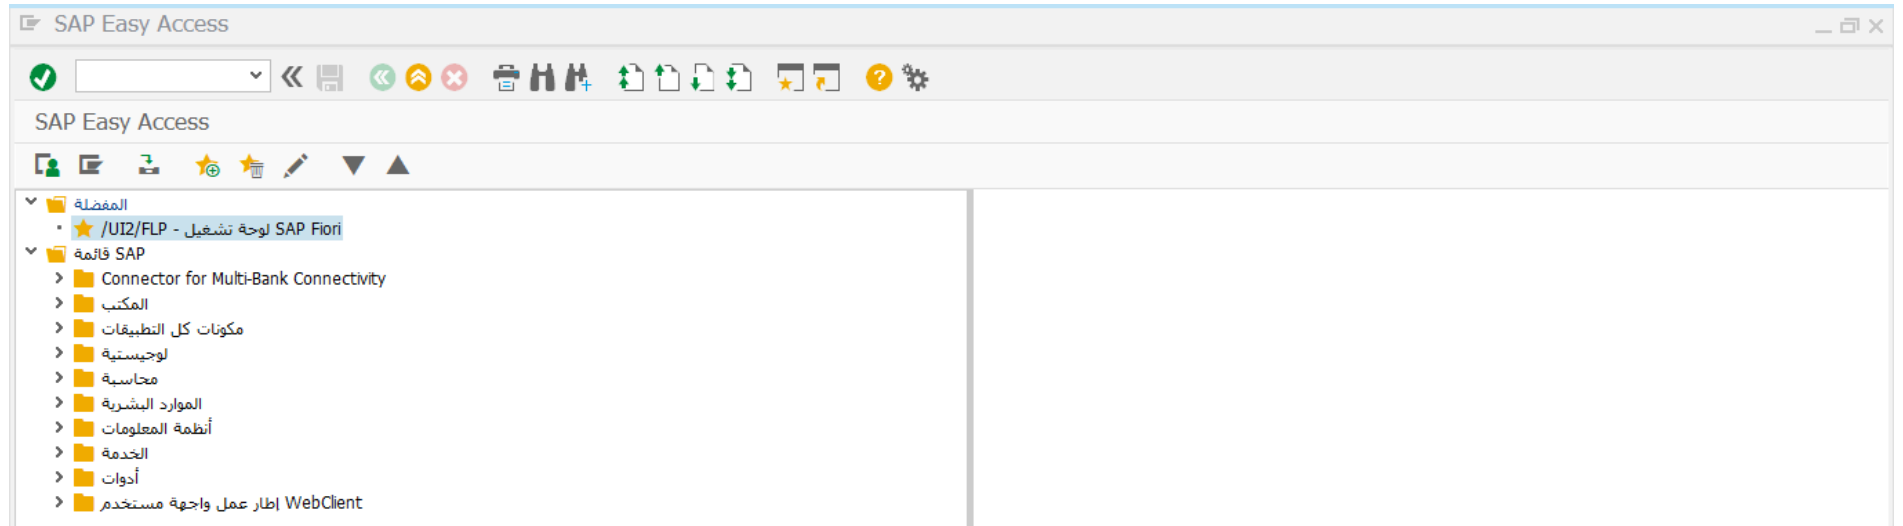 SAP Easy Access
SAP Easy Access
المفضلة
/UI2/FLP - لوحة تشغيل SAP Fiori
قائمة SAP
Connector for Multi-Bank Connectivity
المكتب
مكونات كل التطبيقات
لوجيستية
محاسبة
الموارد البشرية
أنظمة المعلومات
الخدمة
أدوات
إطار عمل واجهة مستخدم WebClient